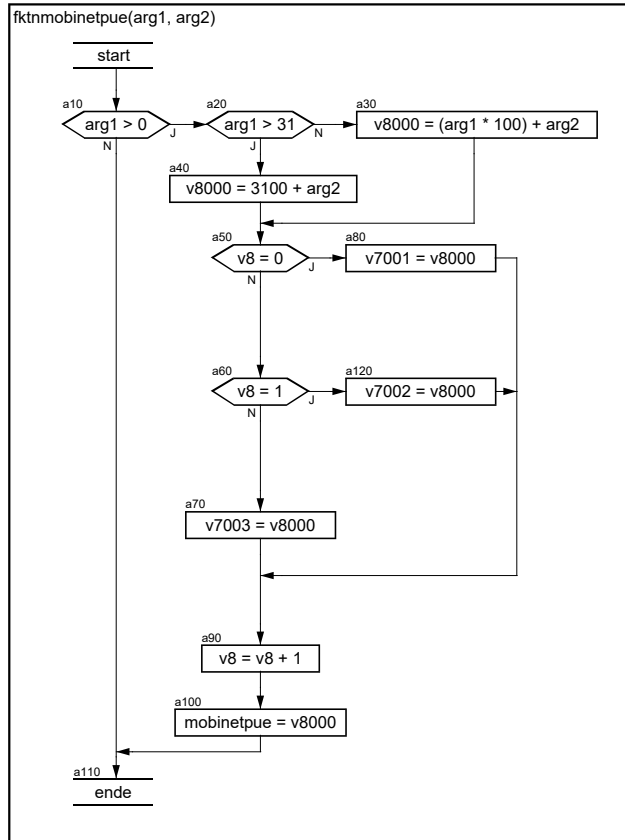 fktnmobinetpue(arg1, arg2)
start
a10
arg1 > 0
J
N
a20
arg1 > 31
N
J
a30
v8000 = (arg1 * 100) + arg2
a40
v8000 = 3100 + arg2
a50
v8 = 0
J
N
a80
v7001 = v8000
a60
v8 = 1
J
N
a120
v7002 = v8000
a70
v7003 = v8000
a90
v8 = v8 + 1
a100
mobinetpue = v8000
a110
ende